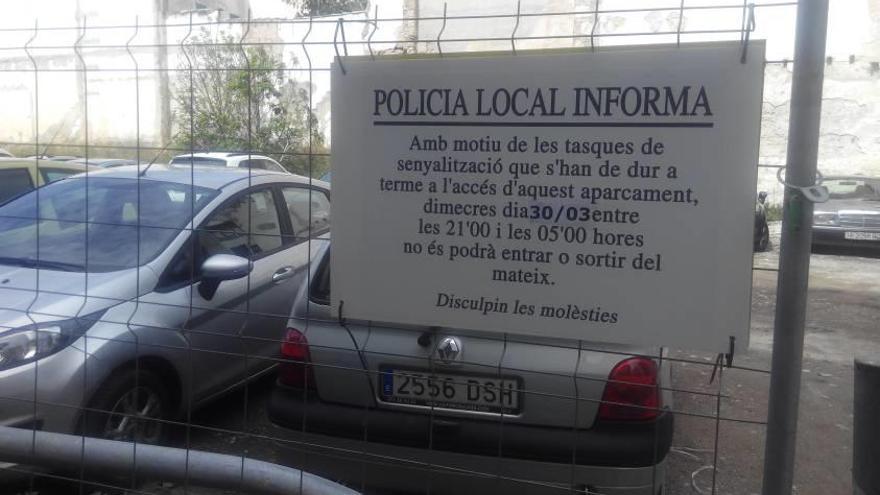 POLICIA LOCAL INFORMA
Amb motiu de les tasques de
senyalització que s'han de dur a
terme a l'accés d'aquest aparcament,
dimecres dia 30/03 entre
les 21'00 i les 05'00 hores
no és podrà entrar o sortir del
mateix.
Disculpin les molèsties
2556 DSH